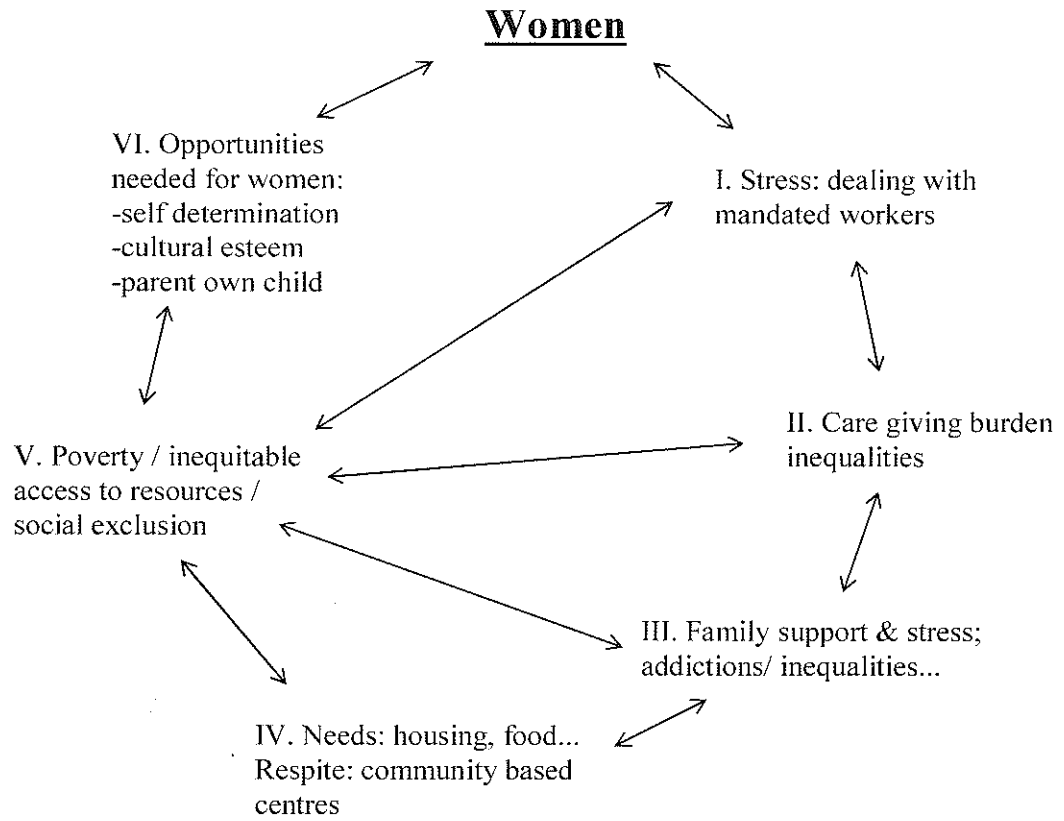 Women
VI. Opportunities
needed for women:
-self determination
-cultural esteem
-parent own child
I. Stress: dealing with
mandated workers
II. Care giving burden
inequalities
V. Poverty / inequitable
access to resources /
social exclusion
III. Family support & stress;
addictions/ inequalities...
IV. Needs: housing, food...
Respite: community based
centres